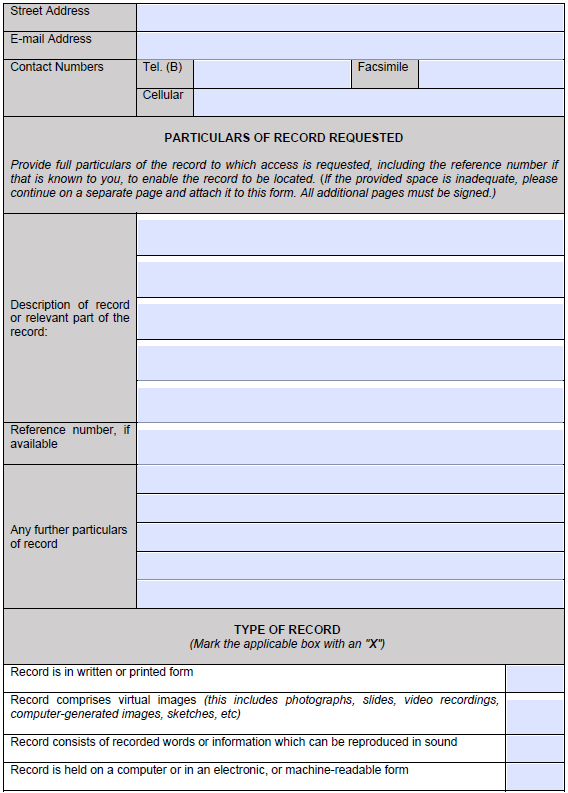 Street Address
E-mail Address
Contact Numbers
Tel. (B)
Facsimile
Cellular
PARTICULARS OF RECORD REQUESTED
Provide full particulars of the record to which access is requested, including the reference number if
that is known to you, to enable the record to be located. (If the provided space is inadequate, please
continue on a separate page and attach it to this form. All additional pages must be signed.)
Description of record
or relevant part of the
record:
Reference number, if
available
Any further particulars
of record
TYPE OF RECORD
(Mark the applicable box with an "X")
Record is in written or printed form
Record comprises virtual images (this includes photographs, slides, video recordings,
computer-generated images, sketches, etc)
Record consists of recorded words or information which can be reproduced in sound
Record is held on a computer or in an electronic, or machine-readable form